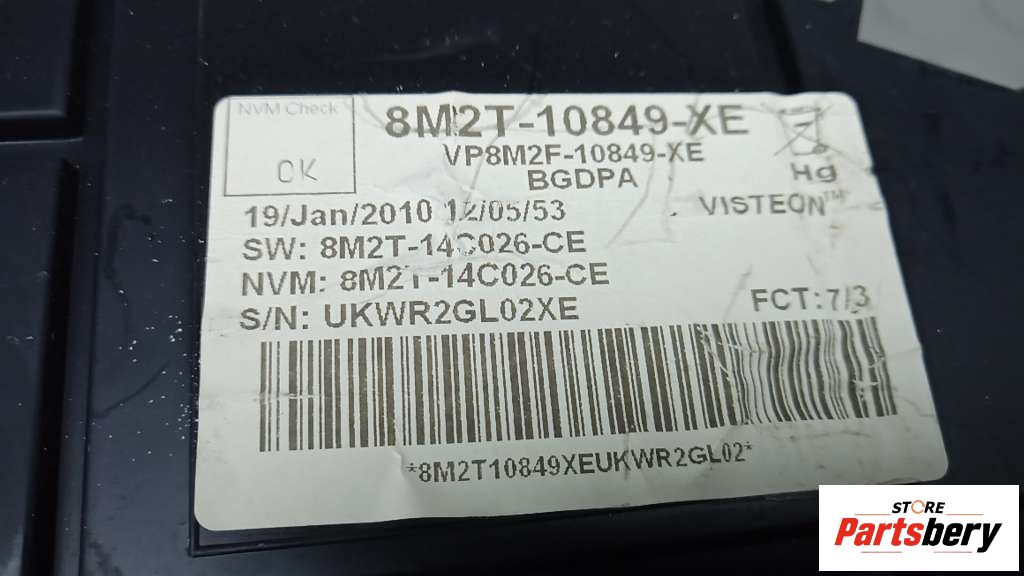 NVM Check
OK
8M2T-10849-XE
VP8M2F-10849-XE
BGDPA
Hg
19/Jan/2010 12/05/53
VISTEON™
SW: 8M2T-14C026-CE
NVM: 8M2T-14C026-CE
S/N: UKWR2GL02XE
FCT:7/3
*8M2T10849XEUKWR2GL02*
STORE
Partsbery